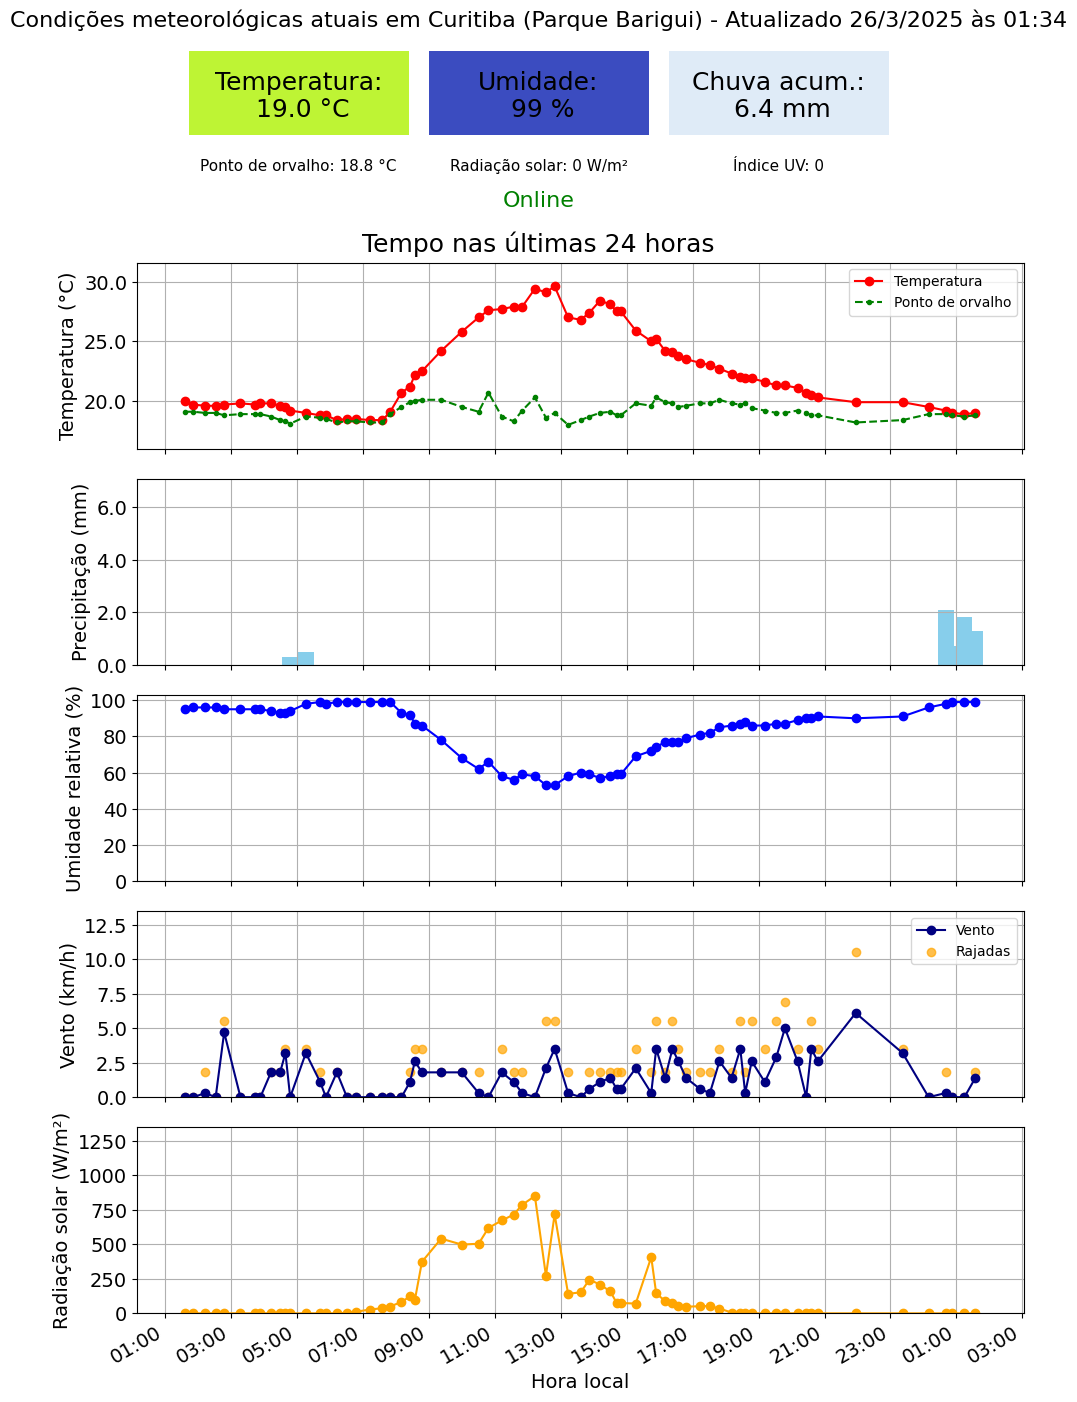 Condições meteorológicas atuais em Curitiba (Parque Barigui) - Atualizado 26/3/2025 às 01:34
Temperatura:
19.0 °C
Umidade:
99 %
Chuva acum.:
6.4 mm
Ponto de orvalho: 18.8 °C
Radiação solar: 0 W/m²
Índice UV: 0
Online
Tempo nas últimas 24 horas
Temperatura (°C)
30.0
25.0
20.0
Temperatura
Ponto de orvalho
Precipitação (mm)
6.0
4.0
2.0
0.0
Umidade relativa (%)
100
80
60
40
20
0
Vento (km/h)
12.5
10.0
7.5
5.0
2.5
0.0
Vento
Rajadas
Radiação solar (W/m²)
1250
1000
750
500
250
0
01:00 03:00 05:00 07:00 09:00 11:00 13:00 15:00 17:00 19:00 21:00 23:00 01:00 03:00
Hora local